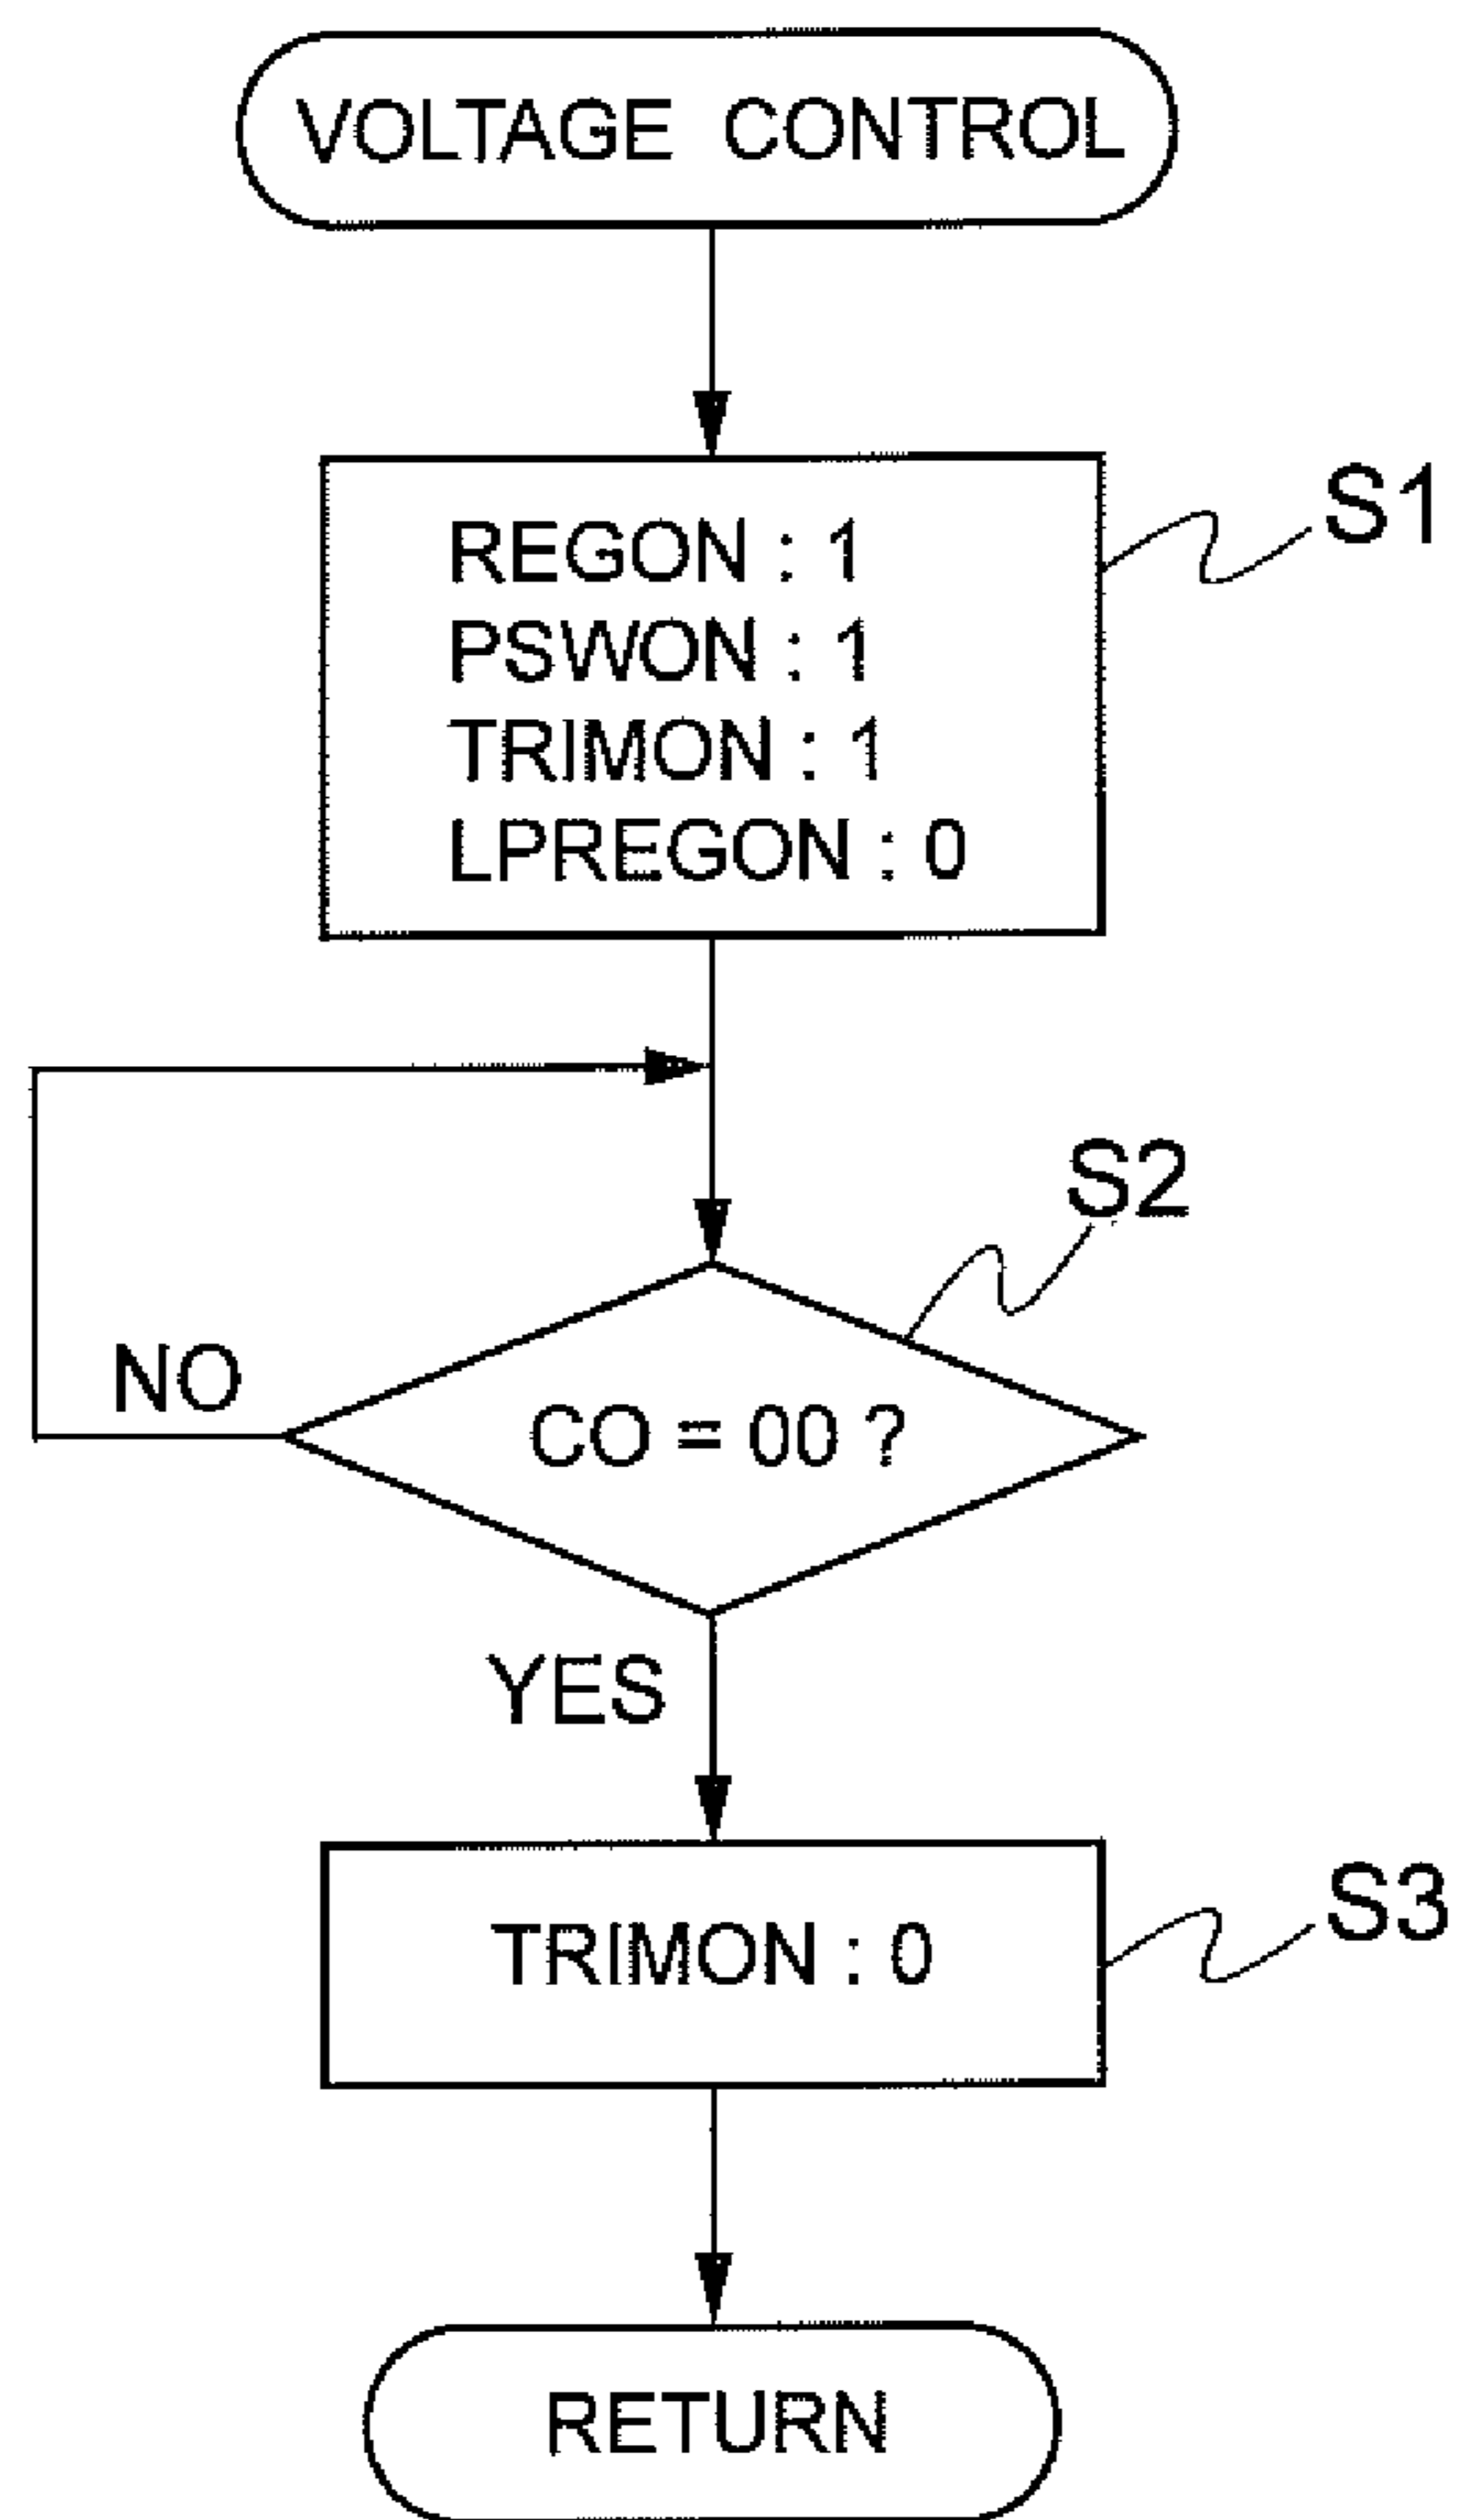 VOLTAGE CONTROL
REGON : 1
S1
PSWON : 1
TRIMON : 1
LPREGON : 0
S2
NO
CO = 00 ?
YES
TRIMON : 0
S3
RETURN